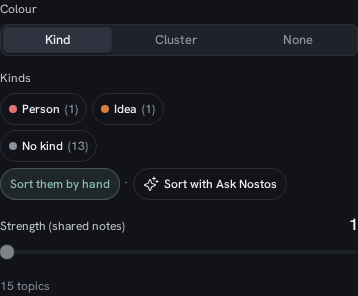 Colour
Kind Cluster None
Kinds
Person (1) Idea (1)
No kind (13)
Sort them by hand · Sort with Ask Nostos
Strength (shared notes) 1
15 topics